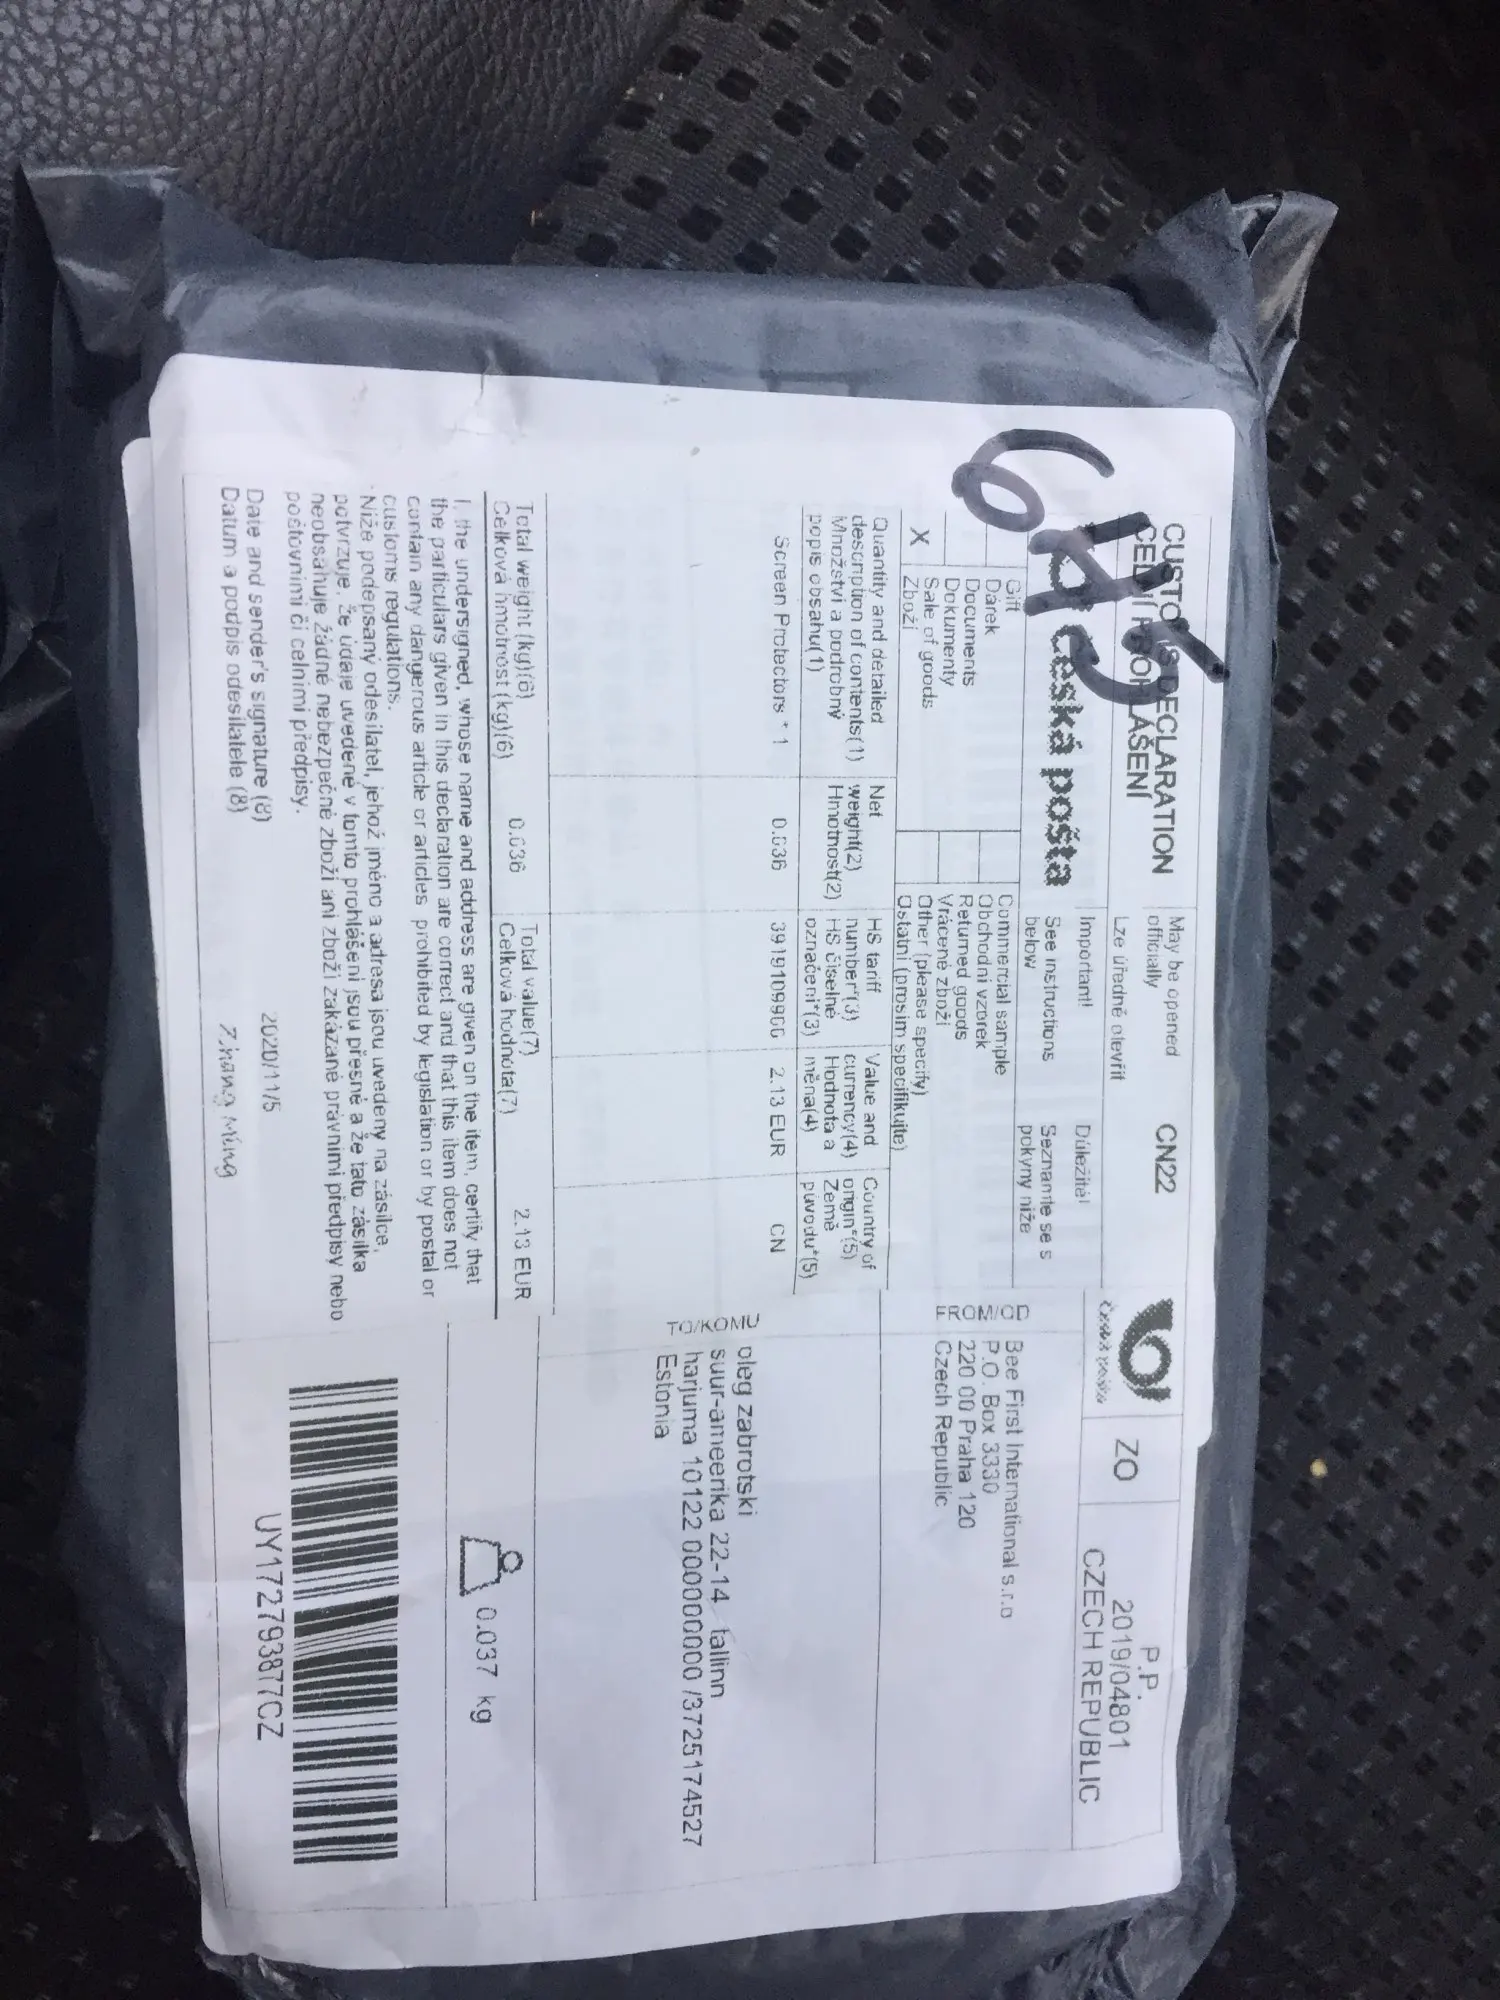 645
CUSTOMS DECLARATION
CELNÍ PROHLÁŠENÍ
May be opened
officially
Lze úředně otevřít
CN22
česká pošta
Important!
See instructions
below
Důležité!
Seznamte se s
pokyny níže
Gift
Dárek
Documents
Dokumenty
X Sale of goods
Zboží
Commercial sample
Obchodní vzorek
Returned goods
Vrácené zboží
Other (please specify)
Ostatní (prosím specifikujte)
Quantity and detailed
description of contents(1)
Množství a podrobný
popis obsahu(1)
Net
weight(2)
Hmotnost(2)
HS tariff
number*(3)
HS číselné
označení*(3)
Value and
currency(4)
Hodnota a
měna(4)
Country of
origin*(5)
Země
původu*(5)
Screen Protectors * 1 0.036 3919109900 2.13 EUR CN
Total weight (kg)(6)
Celková hmotnost (kg)(6)
0.036
Total value(7)
Celková hodnota(7)
2.13 EUR
I, the undersigned, whose name and address are given on the item, certify that
the particulars given in this declaration are correct and that this item does not
contain any dangerous article or articles prohibited by legislation or by postal or
customs regulations.
Níže podepsaný odesílatel, jehož jméno a adresa jsou uvedeny na zásilce,
potvrzuje, že údaje uvedené v tomto prohlášení jsou přesné a že tato zásilka
neobsahuje žádné nebezpečné zboží ani zboží zakázané právními předpisy nebo
poštovními či celními předpisy.
Date and sender's signature (8)
Datum a podpis odesílatele (8)
2020/11/5
Zhang Ming
Česká pošta
ZO
P.P.
2019/04801
CZECH REPUBLIC
FROM/OD
Bee First International s.r.o
P.O. Box 3330
220 00 Praha 120
Czech Republic
TO/KOMU
oleg zabrotski
suur-ameerika 22-14 tallinn
harjuma 10122 000000000 /3725174527
Estonia
0.037 kg
UY172793877CZ